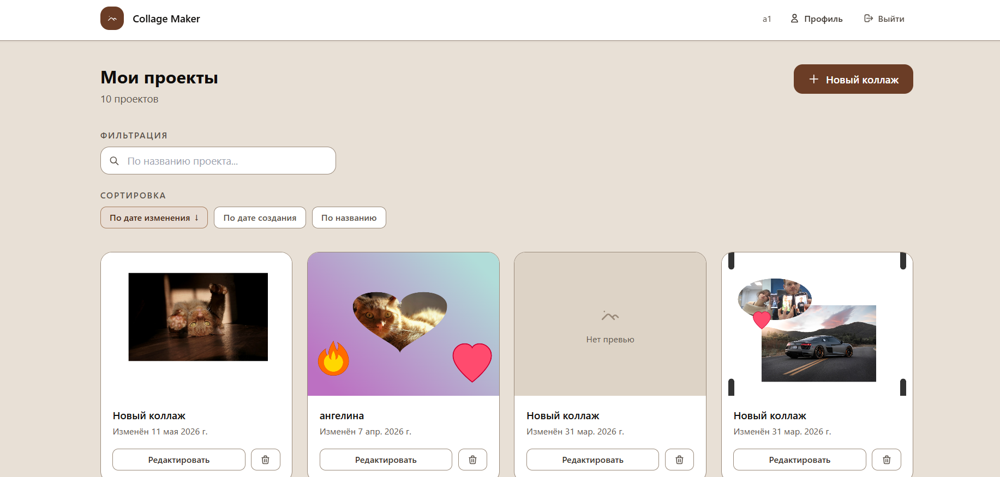 Collage Maker
a1
Профиль
Выйти
Мои проекты
10 проектов
Новый коллаж
ФИЛЬТРАЦИЯ
По названию проекта...
СОРТИРОВКА
По дате изменения ↓
По дате создания
По названию
Нет превью
Новый коллаж
Изменён 11 мая 2026 г.
Редактировать
ангелина
Изменён 7 апр. 2026 г.
Редактировать
Новый коллаж
Изменён 31 мар. 2026 г.
Редактировать
Новый коллаж
Изменён 31 мар. 2026 г.
Редактировать